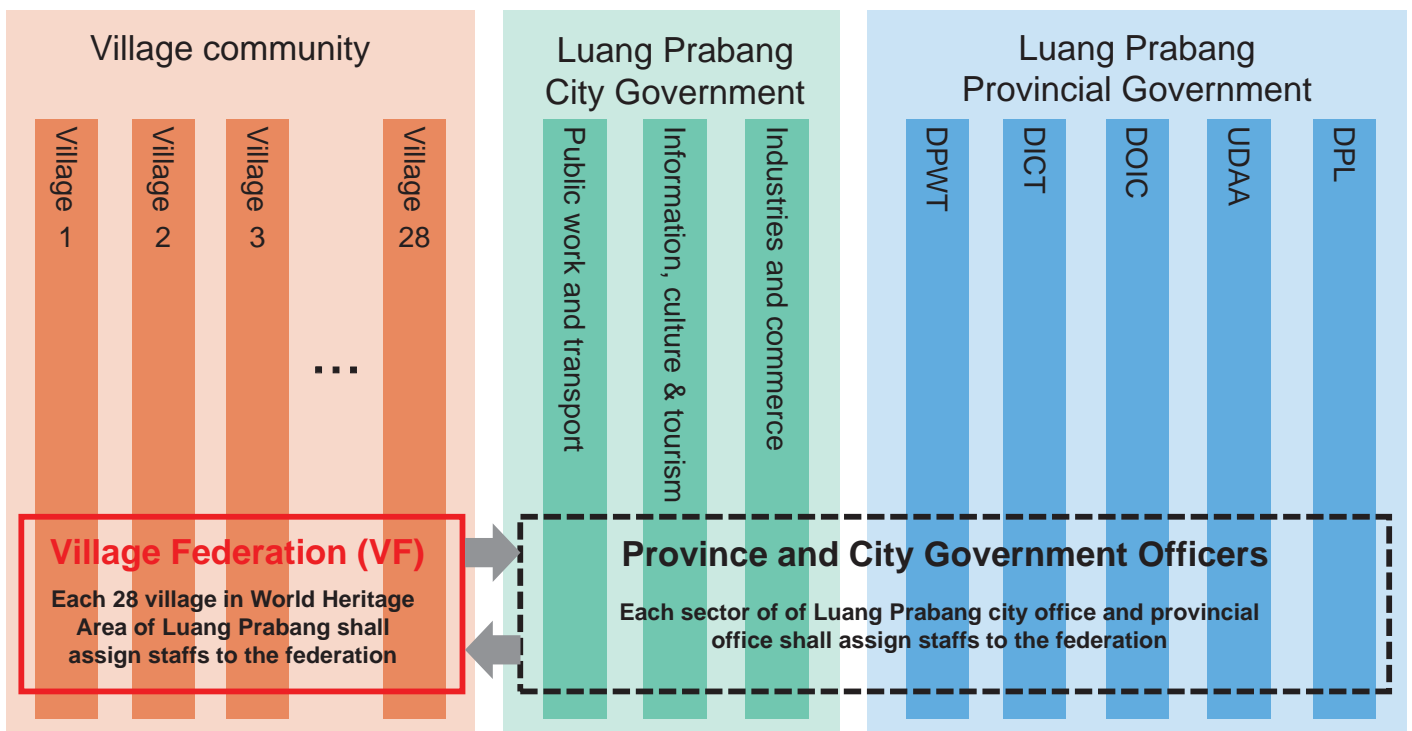 Village community
Village 1
Village 2
Village 3
...
Village 28
Village Federation (VF)
Each 28 village in World Heritage
Area of Luang Prabang shall
assign staffs to the federation
Luang Prabang
City Government
Public work and transport
Information, culture & tourism
Industries and commerce
Luang Prabang
Provincial Government
DPWT
DICT
DOIC
UDAA
DPL
Province and City Government Officers
Each sector of of Luang Prabang city office and provincial
office shall assign staffs to the federation